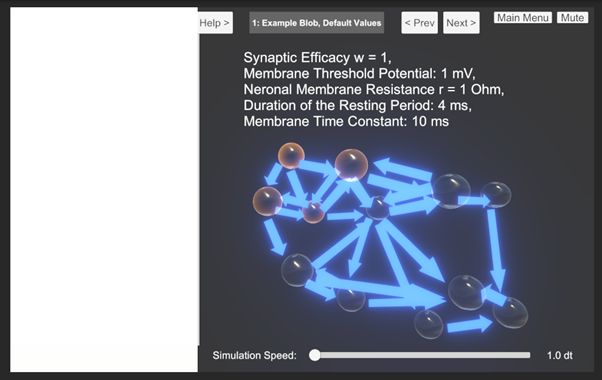 Help >
1: Example Blob, Default Values
< Prev
Next >
Main Menu
Mute
Synaptic Efficacy w = 1,
Membrane Threshold Potential: 1 mV,
Neronal Membrane Resistance r = 1 Ohm,
Duration of the Resting Period: 4 ms,
Membrane Time Constant: 10 ms
Simulation Speed:
1.0 dt